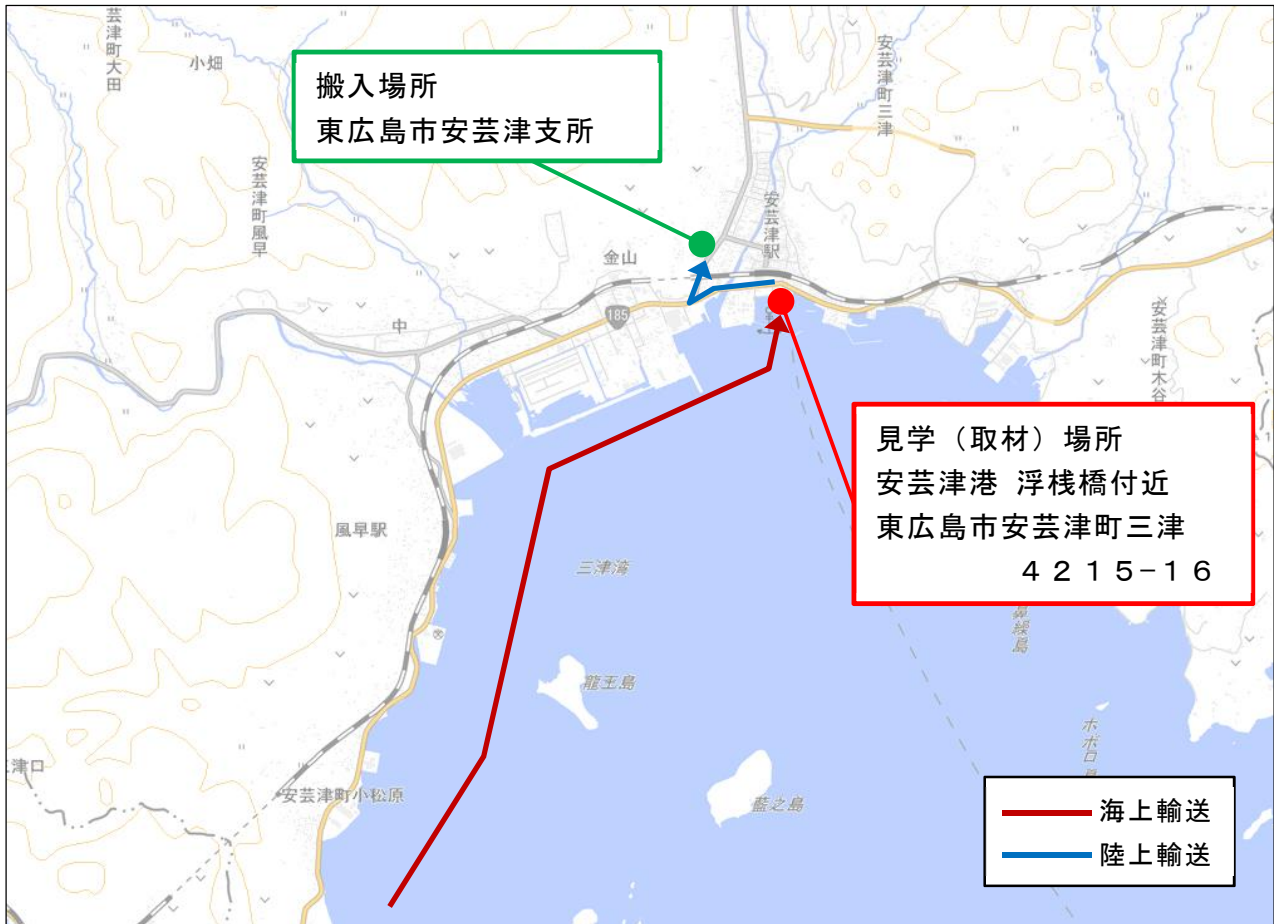 安芸津町大田
小畑
搬入場所
東広島市安芸津支所
安芸津町三津
安芸津町風早
安芸津駅
金山
185
中
安芸津町木谷
見学（取材）場所
安芸津港 浮桟橋付近
東広島市安芸津町三津
４２１５-１６
風早駅
三津湾
鼻繰島
龍王島
ホボロ
津口
安芸津町小松原
藍之島
海上輸送
陸上輸送